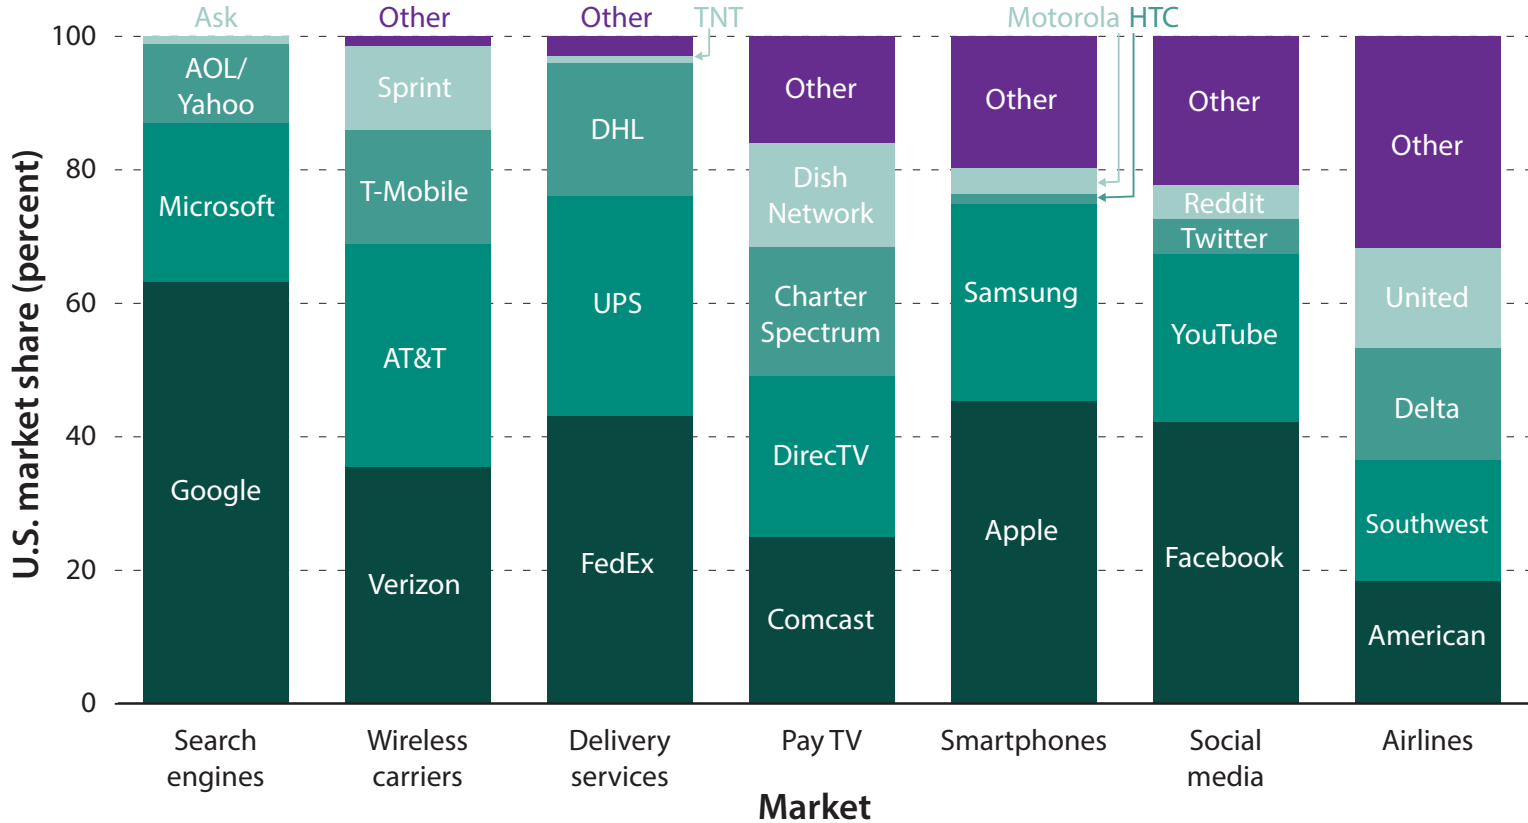 Ask
Other
Other
TNT
Motorola
HTC
U.S. market share (percent)
100
80
60
40
20
0
AOL/
Yahoo
Microsoft
Google
Sprint
T-Mobile
AT&T
Verizon
DHL
UPS
FedEx
Other
Dish
Network
Charter
Spectrum
DirecTV
Comcast
Other
Samsung
Apple
Other
Reddit
Twitter
YouTube
Facebook
Other
United
Delta
Southwest
American
Search
engines
Wireless
carriers
Delivery
services
Pay TV
Smartphones
Social
media
Airlines
Market